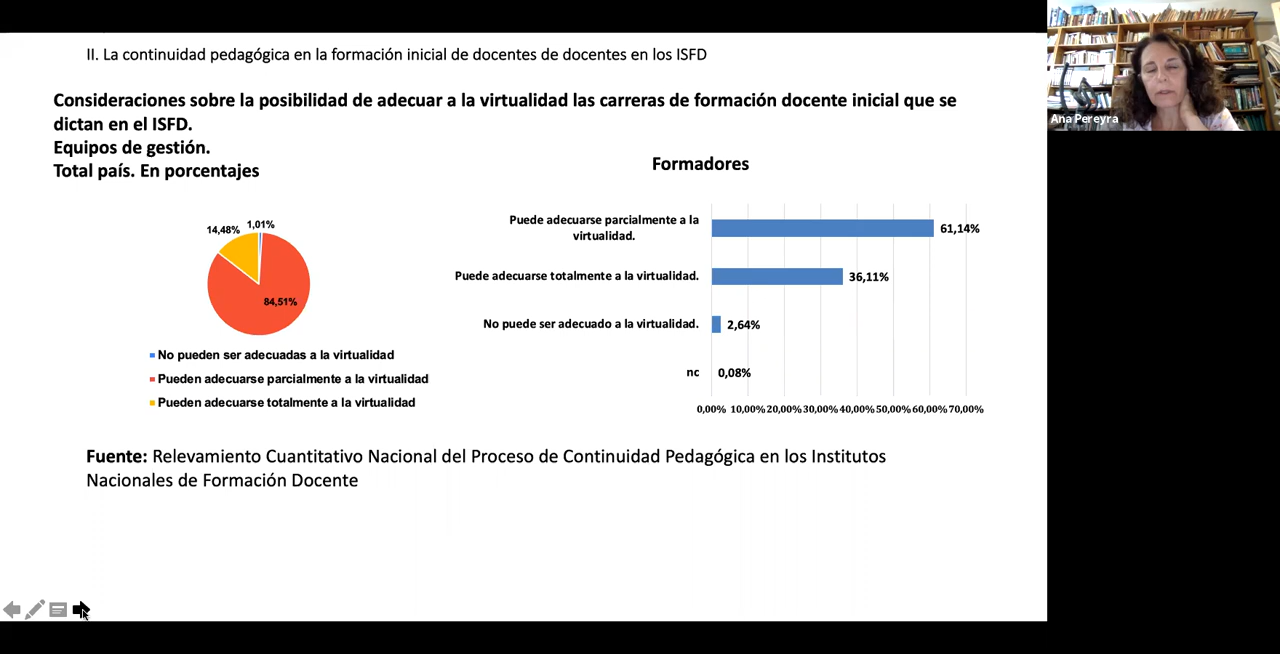 II. La continuidad pedagógica en la formación inicial de docentes de docentes en los ISFD
Consideraciones sobre la posibilidad de adecuar a la virtualidad las carreras de formación docente inicial que se
dictan en el ISFD.
Equipos de gestión.
Total país. En porcentajes
14,48%
1,01%
84,51%
No pueden ser adecuadas a la virtualidad
Pueden adecuarse parcialmente a la virtualidad
Pueden adecuarse totalmente a la virtualidad
Formadores
Puede adecuarse parcialmente a la
virtualidad.
61,14%
Puede adecuarse totalmente a la virtualidad.
36,11%
No puede ser adecuado a la virtualidad.
2,64%
nc
0,08%
0,00% 10,00% 20,00% 30,00% 40,00% 50,00% 60,00% 70,00%
Fuente: Relevamiento Cuantitativo Nacional del Proceso de Continuidad Pedagógica en los Institutos
Nacionales de Formación Docente
Ana Pereyra